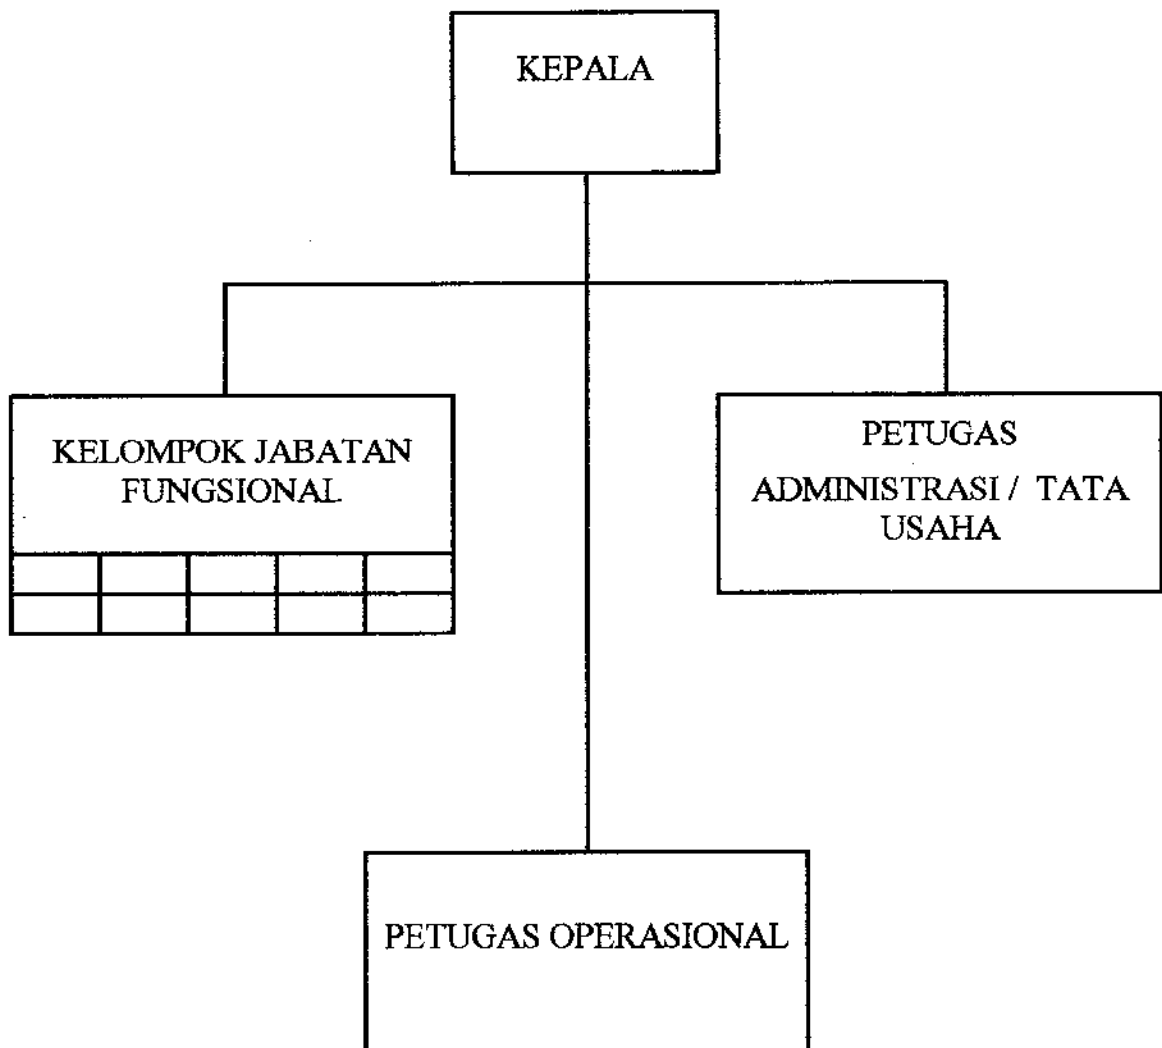 KEPALA
KELOMPOK JABATAN
FUNGSIONAL
PETUGAS
ADMINISTRASI / TATA
USAHA
PETUGAS OPERASIONAL